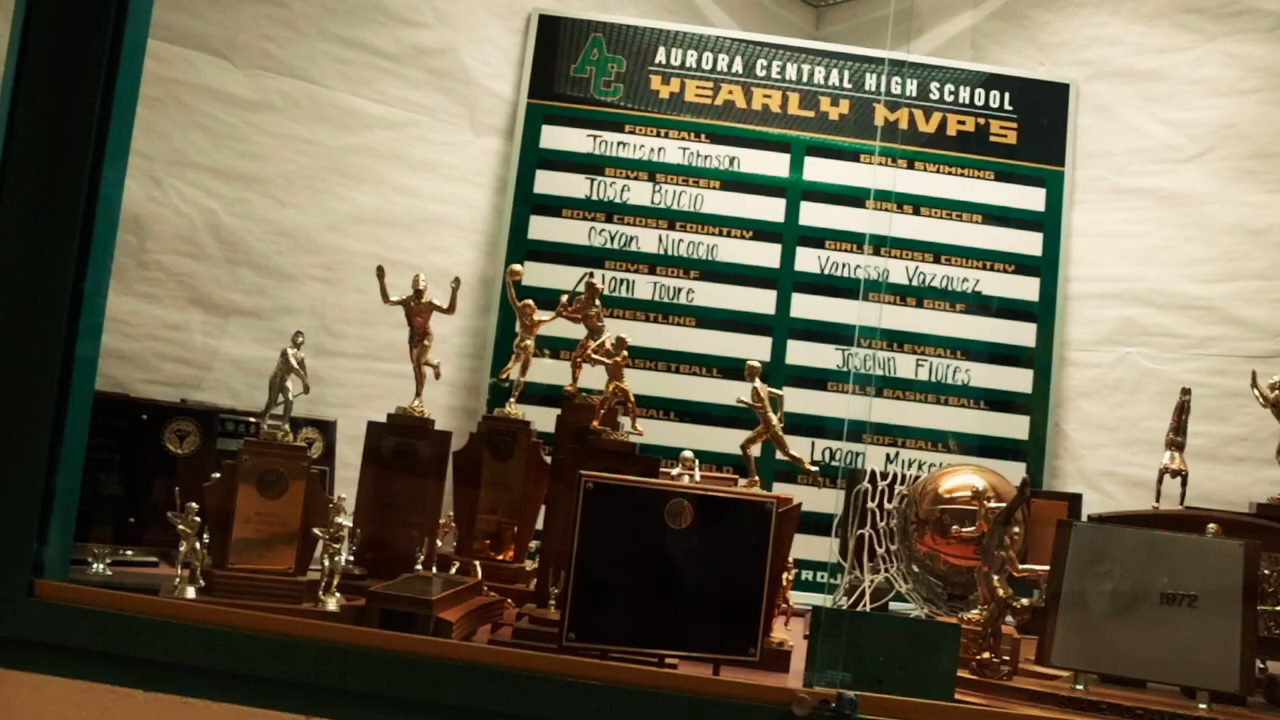 AC
AURORA CENTRAL HIGH SCHOOL
YEARLY MVP'S
FOOTBALL
Jaimison Johnson
BOYS SOCCER
JOSE BUCIO
BOYS CROSS COUNTRY
Osvan Nicacio
BOYS GOLF
Toure
WRESTLING
BASKETBALL
GIRLS SWIMMING
GIRLS SOCCER
GIRLS CROSS COUNTRY
Vanessa Vazquez
GIRLS GOLF
VOLLEYBALL
Joselyn Flores
GIRLS BASKETBALL
SOFTBALL
Logan
1972